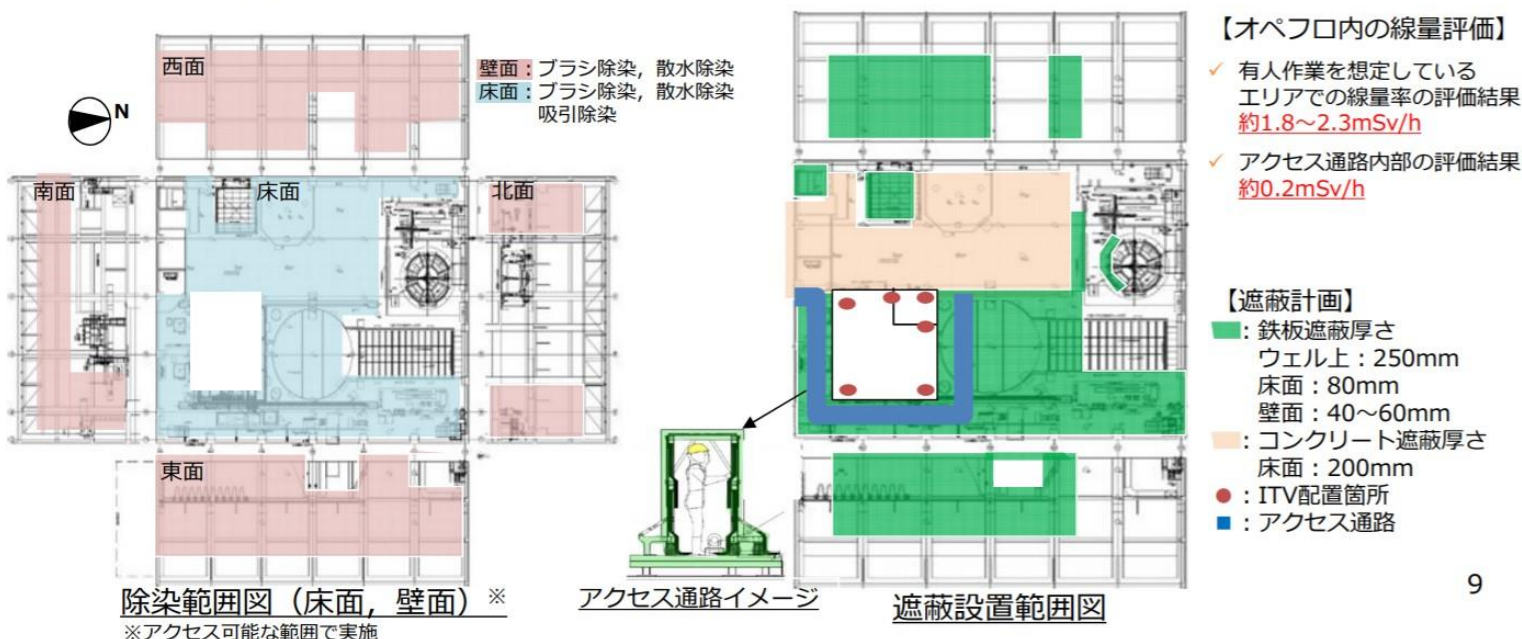 西面
壁面：ブラシ除染，散水除染
床面：ブラシ除染，散水除染
吸引除染
N
南面
床面
北面
東面
除染範囲図（床面，壁面）※
※アクセス可能な範囲で実施
アクセス通路イメージ
遮蔽設置範囲図
【オペフロ内の線量評価】
✓ 有人作業を想定している
エリアでの線量率の評価結果
約1.8～2.3mSv/h
✓ アクセス通路内部の評価結果
約0.2mSv/h
【遮蔽計画】
：鉄板遮蔽厚さ
ウェル上：250mm
床面：80mm
壁面：40～60mm
：コンクリート遮蔽厚さ
床面：200mm
：ITV配置箇所
：アクセス通路
9